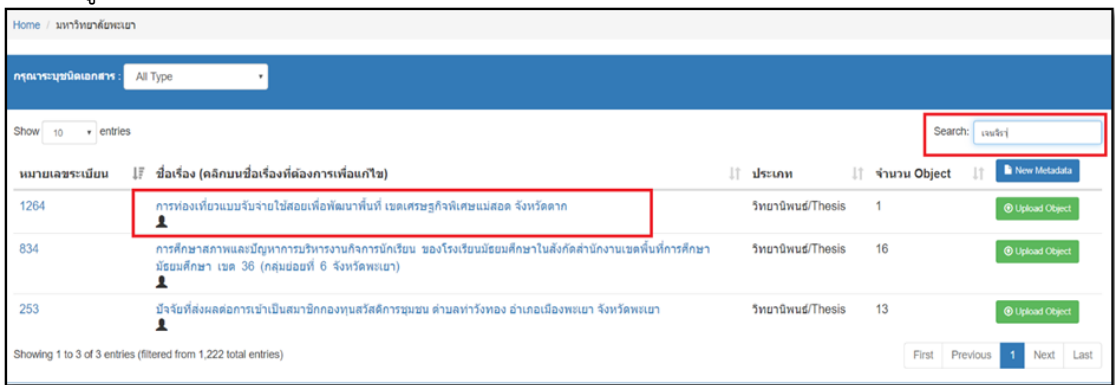 Home / มหาวิทยาลัยพะเยา
กรุณาระบุชนิดเอกสาร : All Type
Show 10 entries Search: เจนจิรา
หมายเลขระเบียน ชื่อเรื่อง (คลิกบนชื่อเรื่องที่ต้องการเพื่อแก้ไข) ประเภท จำนวน Object New Metadata
1264 การท่องเที่ยวแบบจับจ่ายใช้สอยเพื่อพัฒนาพื้นที่ เขตเศรษฐกิจพิเศษแม่สอด จังหวัดตาก วิทยานิพนธ์/Thesis 1 Upload Object
834 การศึกษาสภาพและปัญหาการบริหารงานกิจการนักเรียน ของโรงเรียนมัธยมศึกษาในสังกัดสำนักงานเขตพื้นที่การศึกษา วิทยานิพนธ์/Thesis 16 Upload Object
มัธยมศึกษา เขต 36 (กลุ่มย่อยที่ 6 จังหวัดพะเยา)
253 ปัจจัยที่ส่งผลต่อการเข้าเป็นสมาชิกกองทุนสวัสดิการชุมชน ตำบลท่าวังทอง อำเภอเมืองพะเยา จังหวัดพะเยา วิทยานิพนธ์/Thesis 13 Upload Object
Showing 1 to 3 of 3 entries (filtered from 1,222 total entries) First Previous 1 Next Last